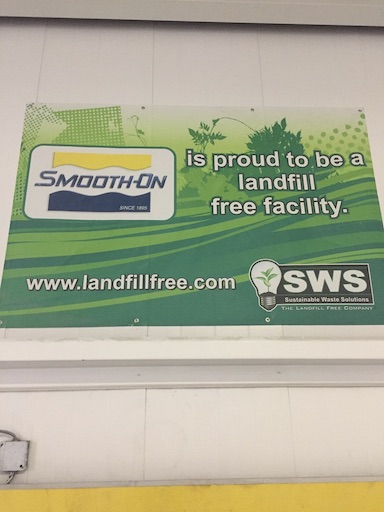 is proud to be a
landfill
free facility.
SMOOTH-ON
SINCE 1895
www.landfillfree.com
SWS
Sustainable Waste Solutions
THE LANDFILL FREE COMPANY